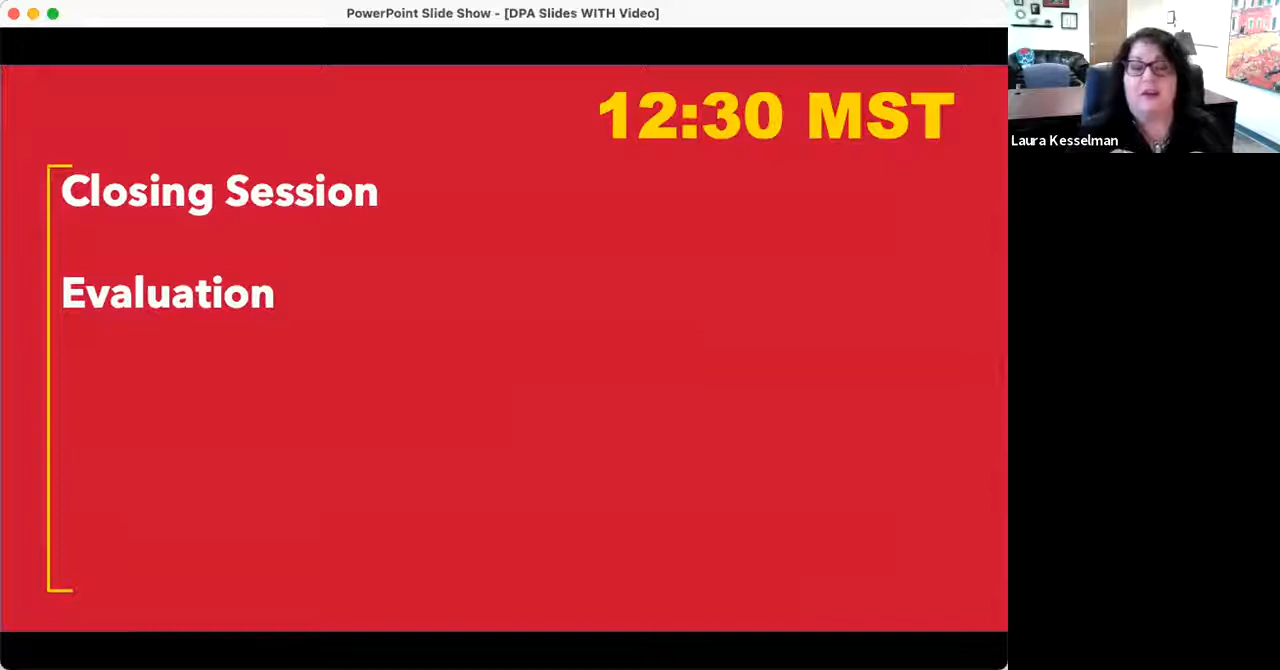 PowerPoint Slide Show - [DPA Slides WITH Video]
12:30 MST
Closing Session
Evaluation
Laura Kesselman